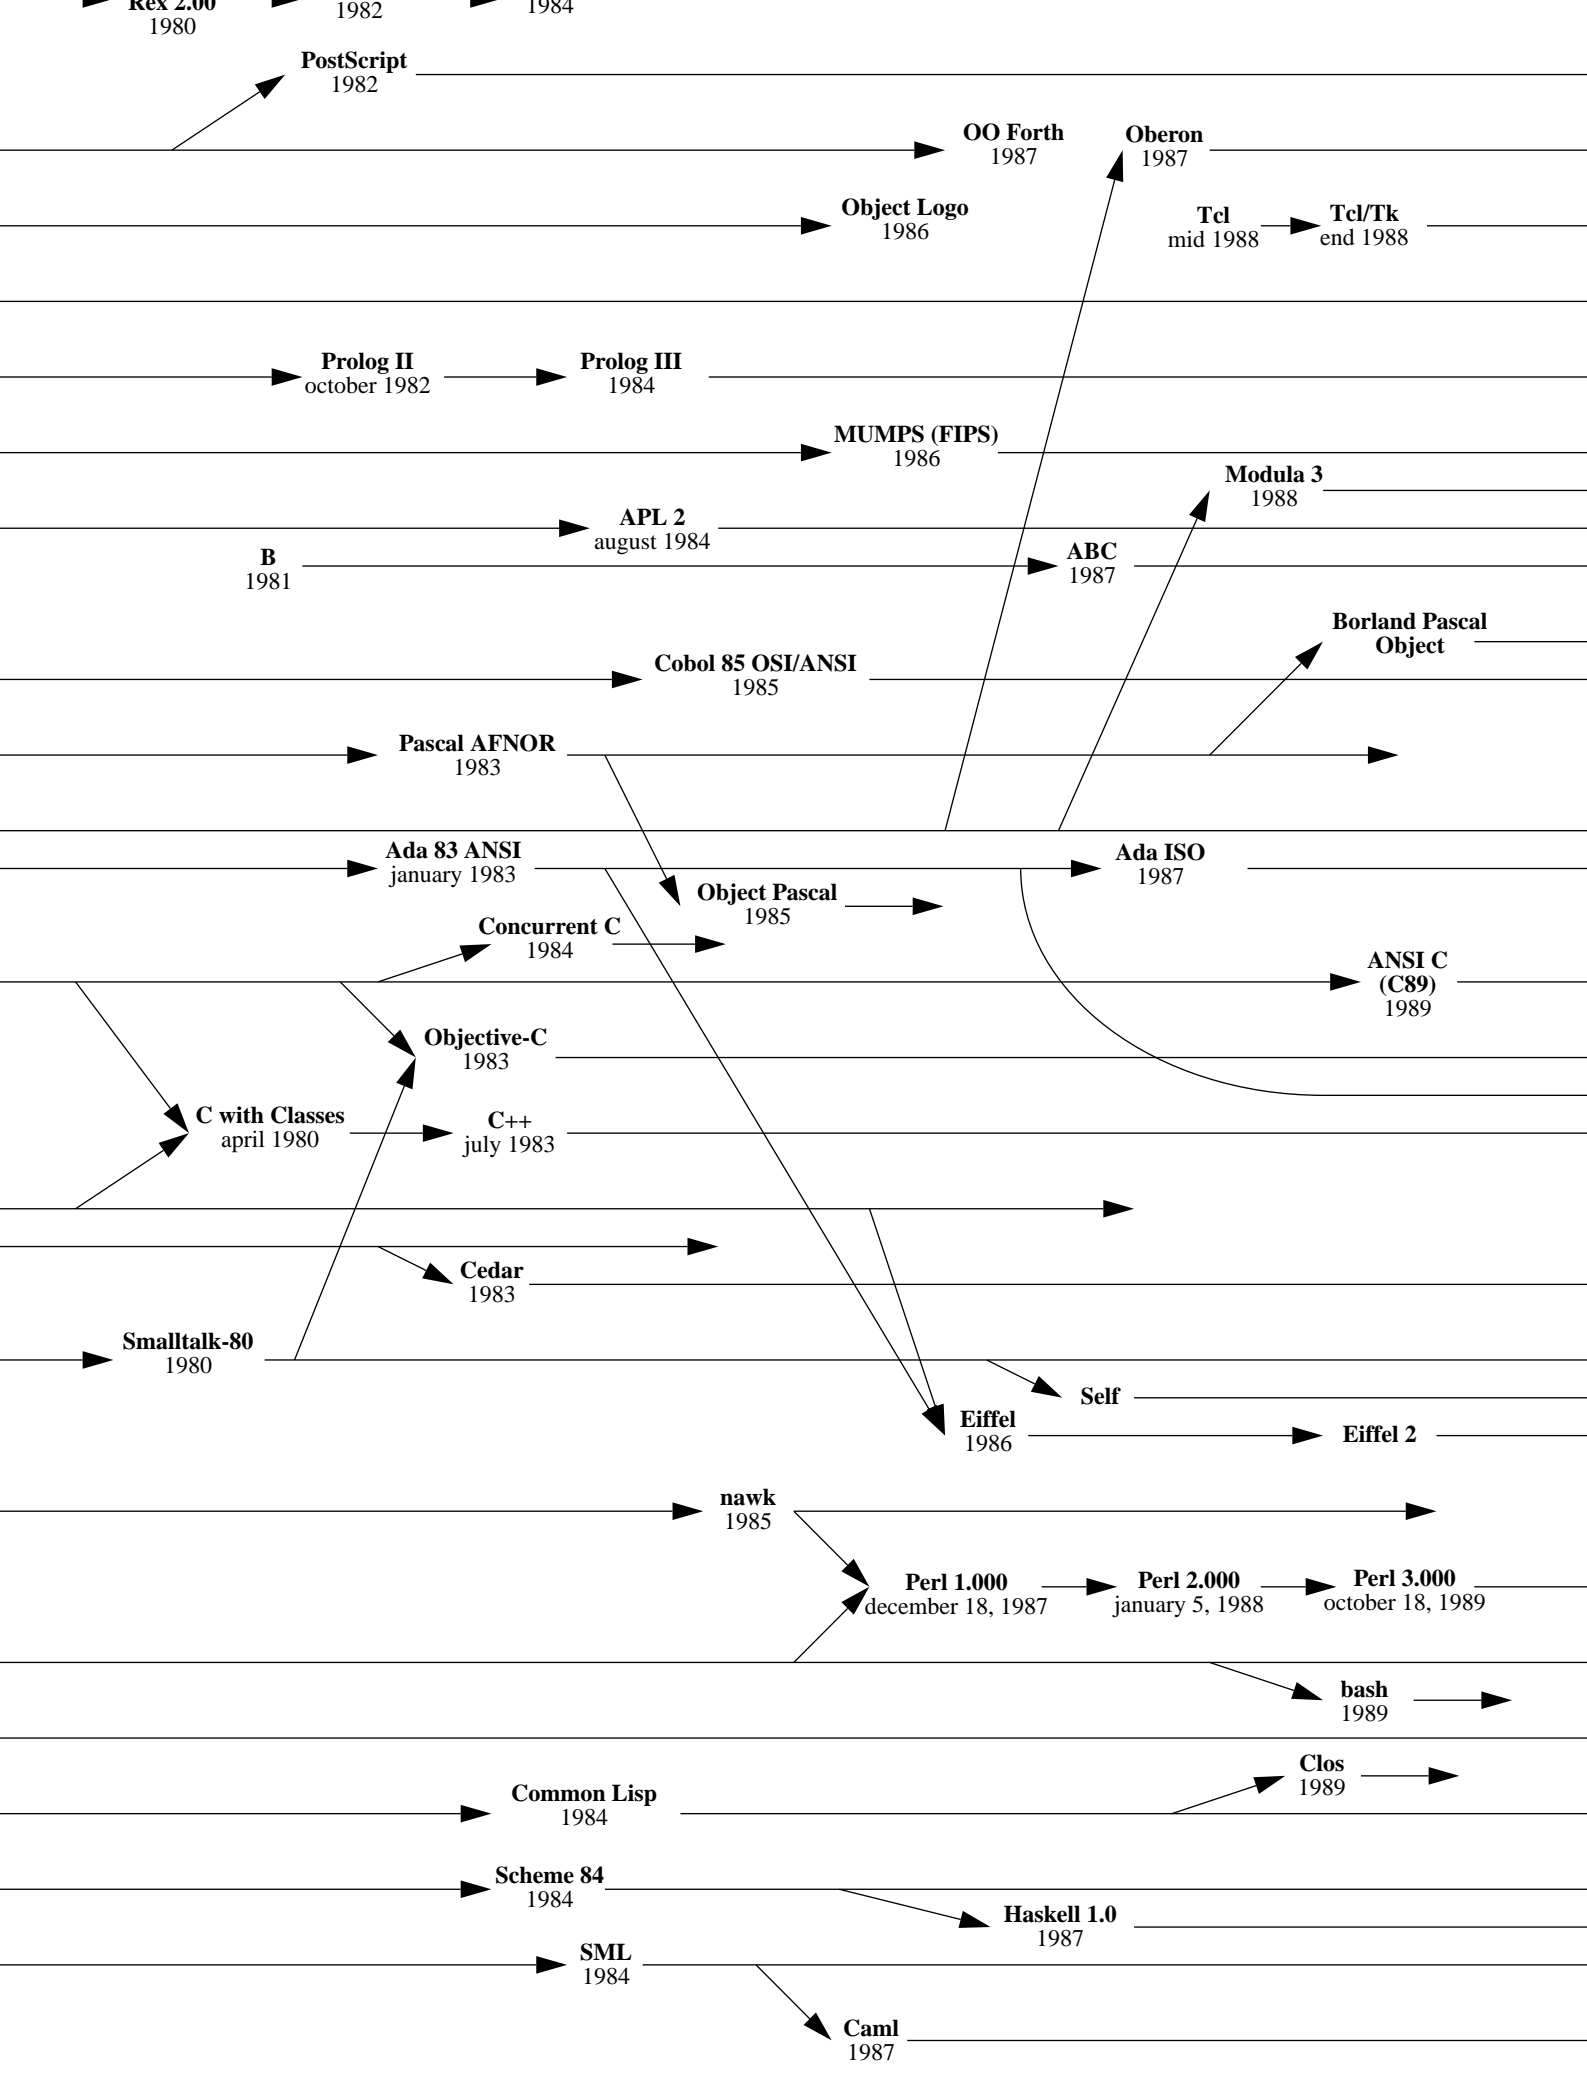 Rex 2.00
1980
1982
1984
PostScript
1982
OO Forth
1987
Oberon
1987
Object Logo
1986
Tcl
mid 1988
Tcl/Tk
end 1988
Prolog II
october 1982
Prolog III
1984
MUMPS (FIPS)
1986
Modula 3
1988
APL 2
august 1984
B
1981
ABC
1987
Borland Pascal
Object
Cobol 85 OSI/ANSI
1985
Pascal AFNOR
1983
Ada 83 ANSI
january 1983
Ada ISO
1987
Object Pascal
1985
Concurrent C
1984
ANSI C
(C89)
1989
Objective-C
1983
C with Classes
april 1980
C++
july 1983
Cedar
1983
Smalltalk-80
1980
Self
Eiffel
1986
Eiffel 2
nawk
1985
Perl 1.000
december 18, 1987
Perl 2.000
january 5, 1988
Perl 3.000
october 18, 1989
bash
1989
Clos
1989
Common Lisp
1984
Scheme 84
1984
Haskell 1.0
1987
SML
1984
Caml
1987